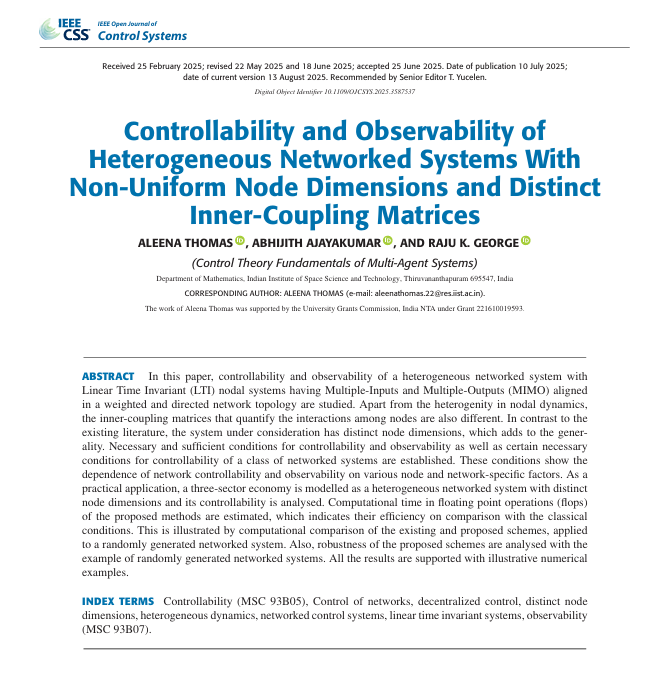 IEEE
CSS
IEEE Open Journal of
Control Systems
Received 25 February 2025; revised 22 May 2025 and 18 June 2025; accepted 25 June 2025. Date of publication 10 July 2025;
date of current version 13 August 2025. Recommended by Senior Editor T. Yucelen.
Digital Object Identifier 10.1109/OJCSYS.2025.3587537
Controllability and Observability of
Heterogeneous Networked Systems With
Non-Uniform Node Dimensions and Distinct
Inner-Coupling Matrices
ALEENA THOMAS iD, ABHIJITH AJAYAKUMAR iD, AND RAJU K. GEORGE iD
(Control Theory Fundamentals of Multi-Agent Systems)
Department of Mathematics, Indian Institute of Space Science and Technology, Thiruvananthapuram 695547, India
CORRESPONDING AUTHOR: ALEENA THOMAS (e-mail: aleenathomas.22@res.iist.ac.in).
The work of Aleena Thomas was supported by the University Grants Commission, India NTA under Grant 221610019593.
ABSTRACT In this paper, controllability and observability of a heterogeneous networked system with
Linear Time Invariant (LTI) nodal systems having Multiple-Inputs and Multiple-Outputs (MIMO) aligned
in a weighted and directed network topology are studied. Apart from the heterogenity in nodal dynamics,
the inner-coupling matrices that quantify the interactions among nodes are also different. In contrast to the
existing literature, the system under consideration has distinct node dimensions, which adds to the gener-
ality. Necessary and sufficient conditions for controllability and observability as well as certain necessary
conditions for controllability of a class of networked systems are established. These conditions show the
dependence of network controllability and observability on various node and network-specific factors. As a
practical application, a three-sector economy is modelled as a heterogeneous networked system with distinct
node dimensions and its controllability is analysed. Computational time in floating point operations (flops)
of the proposed methods are estimated, which indicates their efficiency on comparison with the classical
conditions. This is illustrated by computational comparison of the existing and proposed schemes, applied
to a randomly generated networked system. Also, robustness of the proposed schemes are analysed with the
example of randomly generated networked systems. All the results are supported with illustrative numerical
examples.
INDEX TERMS Controllability (MSC 93B05), Control of networks, decentralized control, distinct node
dimensions, heterogeneous dynamics, networked control systems, linear time invariant systems, observability
(MSC 93B07).